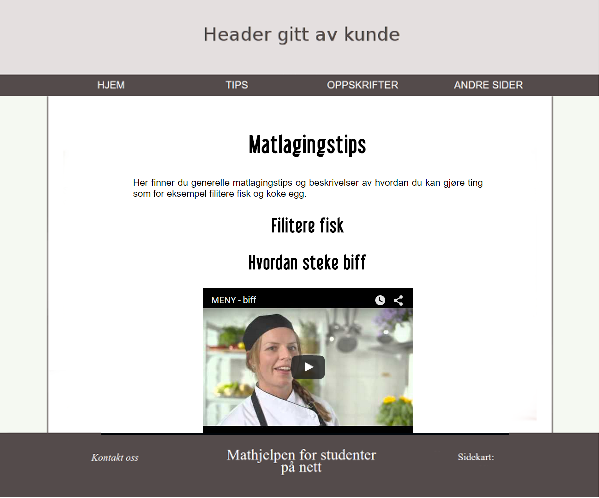 Header gitt av kunde
HJEM TIPS OPPSKRIFTER ANDRE SIDER
Matlagingstips
Her finner du generelle matlagingstips og beskrivelser av hvordan du kan gjøre ting
som for eksempel filitere fisk og koke egg.
Filitere fisk
Hvordan steke biff
MENY - biff
Kontakt oss
Mathjelpen for studenter
på nett
Sidekart: